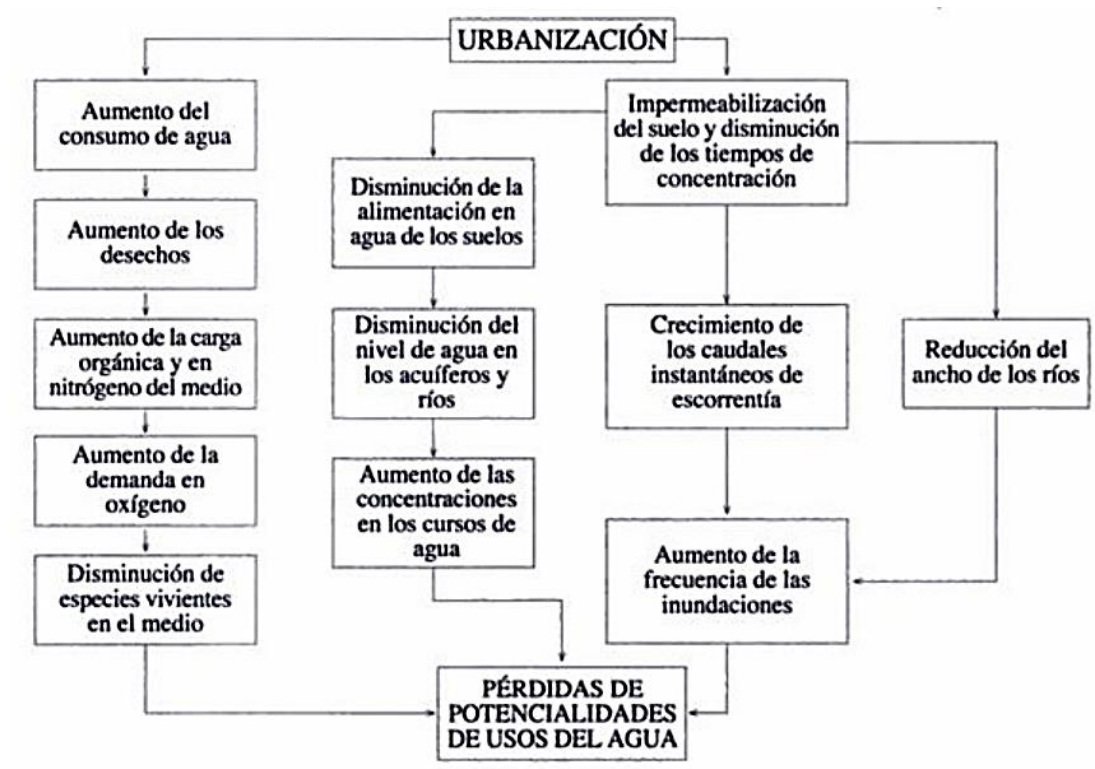 URBANIZACIÓN
Aumento del
consumo de agua
Aumento de los
desechos
Aumento de la carga
orgánica y en
nitrógeno del medio
Aumento de la
demanda en
oxígeno
Disminución de
especies vivientes
en el medio
Impermeabilización
del suelo y disminución
de los tiempos de
concentración
Disminución de la
alimentación en
agua de los suelos
Disminución del
nivel de agua en
los acuíferos y
ríos
Aumento de las
concentraciones
en los cursos de
agua
Crecimiento de
los caudales
instantáneos de
escorrentía
Reducción del
ancho de los ríos
Aumento de la
frecuencia de las
inundaciones
PÉRDIDAS DE
POTENCIALIDADES
DE USOS DEL AGUA